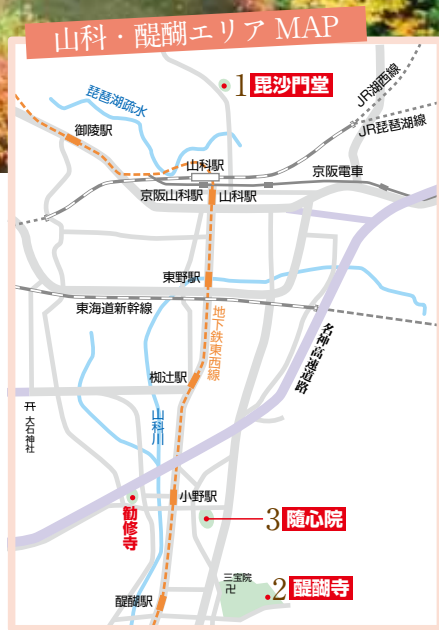 山科・醍醐エリア MAP
1 毘沙門堂
琵琶湖疏水
JR湖西線
JR琵琶湖線
御陵駅
山科駅
京阪電車
京阪山科駅
山科駅
東野駅
東海道新幹線
地下鉄東西線
名神高速道路
椥辻駅
大石神社
山科川
小野駅
勧修寺
3 隨心院
三宝院
2 醍醐寺
醍醐駅